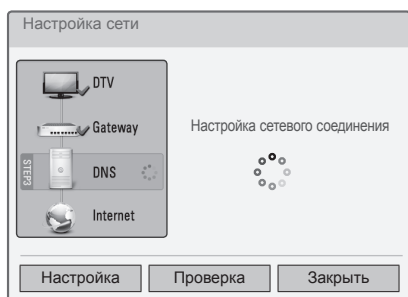 Настройка сети
DTV
Gateway
STEP3
DNS
Internet
Настройка сетевого соединения
Настройка
Проверка
Закрыть